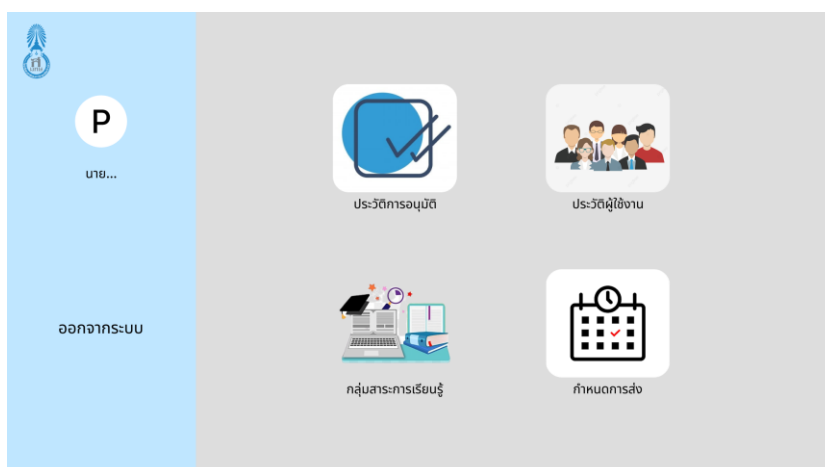 P
นาย...
ออกจากระบบ
ประวัติการอนุมัติ
ประวัติผู้ใช้งาน
กลุ่มสาระการเรียนรู้
กำหนดการส่ง